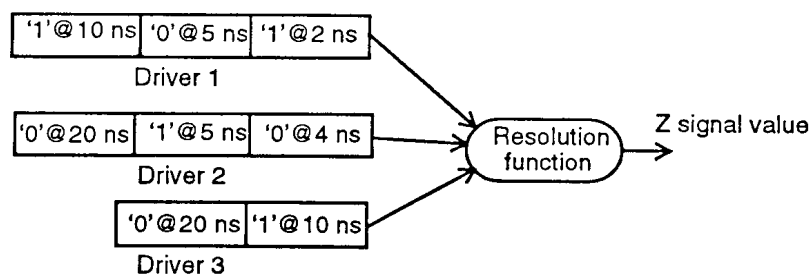 ‘1’@10 ns ‘0’@5 ns ‘1’@2 ns
Driver 1
‘0’@20 ns ‘1’@5 ns ‘0’@4 ns
Driver 2
‘0’@20 ns ‘1’@10 ns
Driver 3
Resolution
function
Z signal value